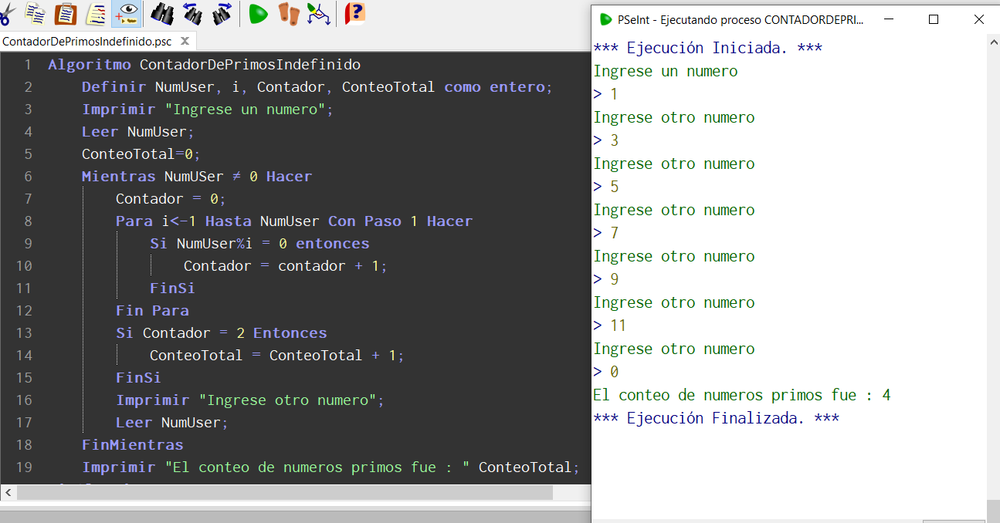 ContadorDePrimosIndefinido.psc
1 Algoritmo ContadorDePrimosIndefinido
2 Definir NumUser, i, Contador, ConteoTotal como entero;
3 Imprimir "Ingrese un numero";
4 Leer NumUser;
5 ConteoTotal=0;
6 Mientras NumUSer ≠ 0 Hacer
7 Contador = 0;
8 Para i<-1 Hasta NumUser Con Paso 1 Hacer
9 Si NumUser%i = 0 entonces
10 Contador = contador + 1;
11 FinSi
12 Fin Para
13 Si Contador = 2 Entonces
14 ConteoTotal = ConteoTotal + 1;
15 FinSi
16 Imprimir "Ingrese otro numero";
17 Leer NumUser;
18 FinMientras
19 Imprimir "El conteo de numeros primos fue : " ConteoTotal;
PSeInt - Ejecutando proceso CONTADORDEPRI...
*** Ejecución Iniciada. ***
Ingrese un numero
> 1
Ingrese otro numero
> 3
Ingrese otro numero
> 5
Ingrese otro numero
> 7
Ingrese otro numero
> 9
Ingrese otro numero
> 11
Ingrese otro numero
> 0
El conteo de numeros primos fue : 4
*** Ejecución Finalizada. ***